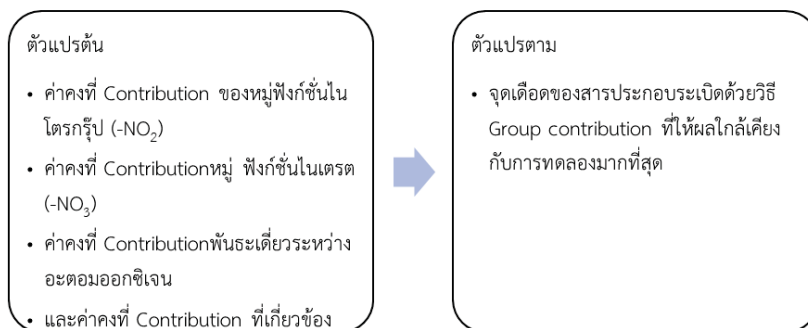 ตัวแปรต้น
• ค่าคงที่ Contribution ของหมู่ฟังก์ชั่นใน
โตรกรุ๊ป (-NO₂)
• ค่าคงที่ Contributionหมู่ ฟังก์ชั่นไนเตรต
(-NO₃)
• ค่าคงที่ Contributionพันธะเดี่ยวระหว่าง
อะตอมออกซิเจน
• และค่าคงที่ Contribution ที่เกี่ยวข้อง
ตัวแปรตาม
• จุดเดือดของสารประกอบระเบิดด้วยวิธี
Group contribution ที่ให้ผลใกล้เคียง
กับการทดลองมากที่สุด